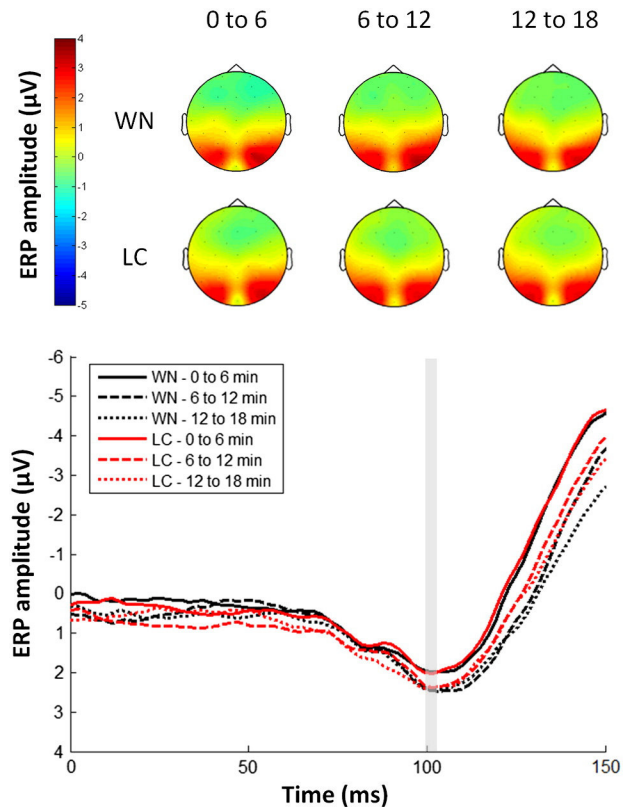 0 to 6 6 to 12 12 to 18
ERP amplitude (µV)
4
3
2
1
0
-1
-2
-3
-4
-5
WN
LC
ERP amplitude (µV)
-6
-5
-4
-3
-2
-1
0
1
2
3
4
WN - 0 to 6 min
WN - 6 to 12 min
WN - 12 to 18 min
LC - 0 to 6 min
LC - 6 to 12 min
LC - 12 to 18 min
0 50 100 150
Time (ms)